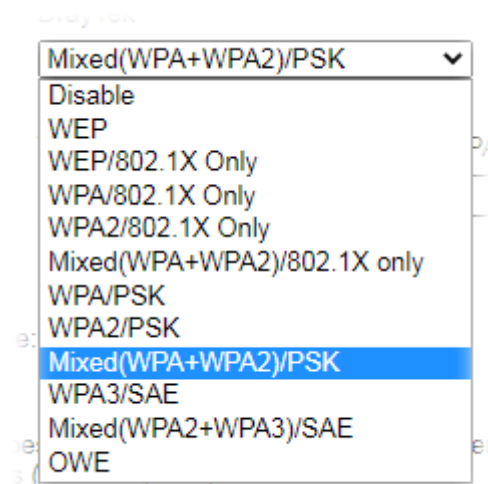 DrayTek
Mixed(WPA+WPA2)/PSK
Disable
WEP
WEP/802.1X Only
WPA/802.1X Only
WPA2/802.1X Only
Mixed(WPA+WPA2)/802.1X only
WPA/PSK
WPA2/PSK
Mixed(WPA+WPA2)/PSK
WPA3/SAE
Mixed(WPA2+WPA3)/SAE
OWE